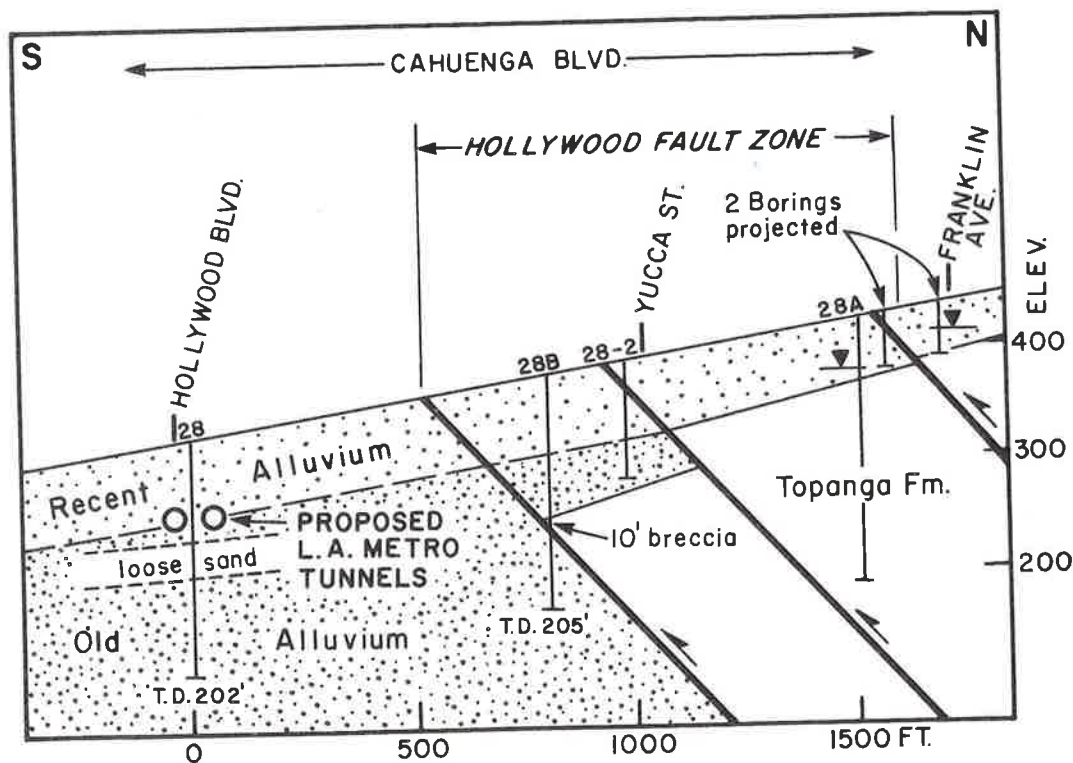 S
N
CAHUENGA BLVD.
HOLLYWOOD FAULT ZONE
HOLLYWOOD BLVD.
YUCCA ST.
2 Borings
projected
FRANKLIN
AVE.
ELEV.
28
28B
28-2
28A
400
300
200
Recent Alluvium
PROPOSED
L.A. METRO
TUNNELS
loose sand
10' breccia
Topanga Fm.
Old Alluvium
T.D. 205'
T.D. 202'
0
500
1000
1500 FT.